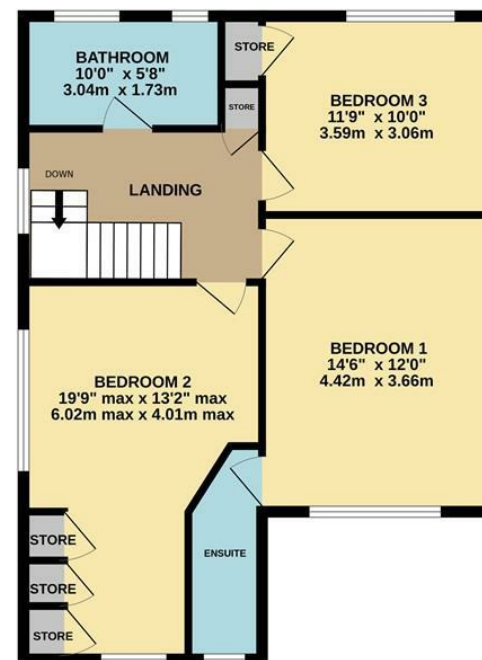 STORE
BATHROOM
10'0" x 5'8"
3.04m x 1.73m
STORE
BEDROOM 3
11'9" x 10'0"
3.59m x 3.06m
DOWN
LANDING
BEDROOM 1
14'6" x 12'0"
4.42m x 3.66m
BEDROOM 2
19'9" max x 13'2" max
6.02m max x 4.01m max
STORE
ENSUITE
STORE
STORE